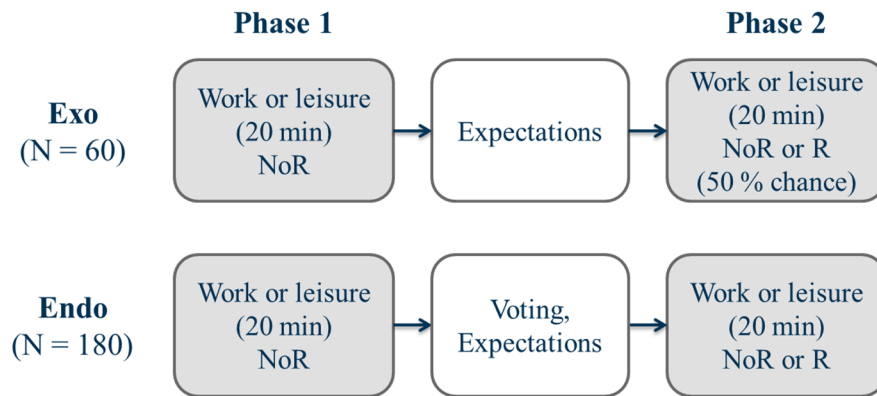 Phase 1
Phase 2
Exo
(N = 60)
Work or leisure
(20 min)
NoR
Expectations
Work or leisure
(20 min)
NoR or R
(50 % chance)
Endo
(N = 180)
Work or leisure
(20 min)
NoR
Voting,
Expectations
Work or leisure
(20 min)
NoR or R